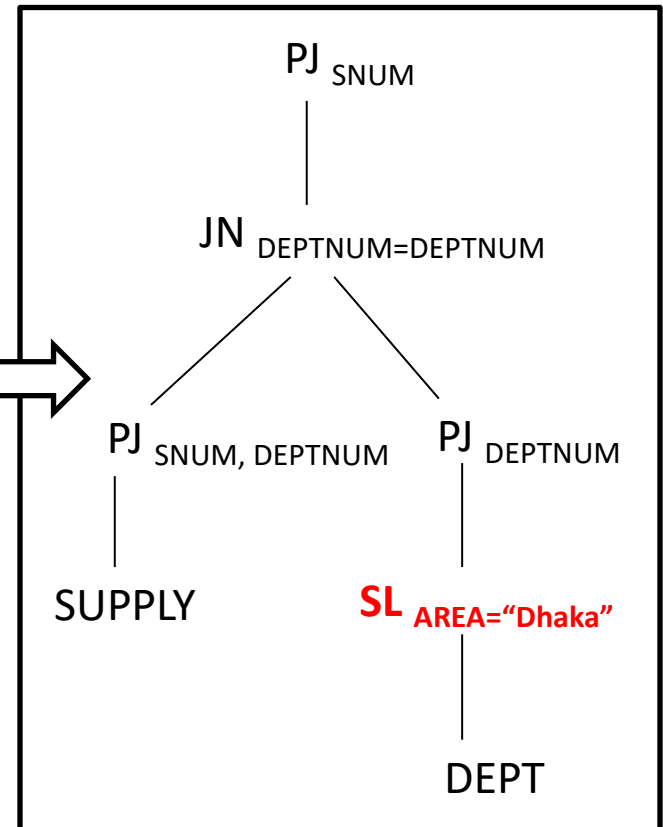 PJ SNUM
JN DEPTNUM=DEPTNUM
PJ SNUM, DEPTNUM
PJ DEPTNUM
SUPPLY
SL AREA=“Dhaka”
DEPT